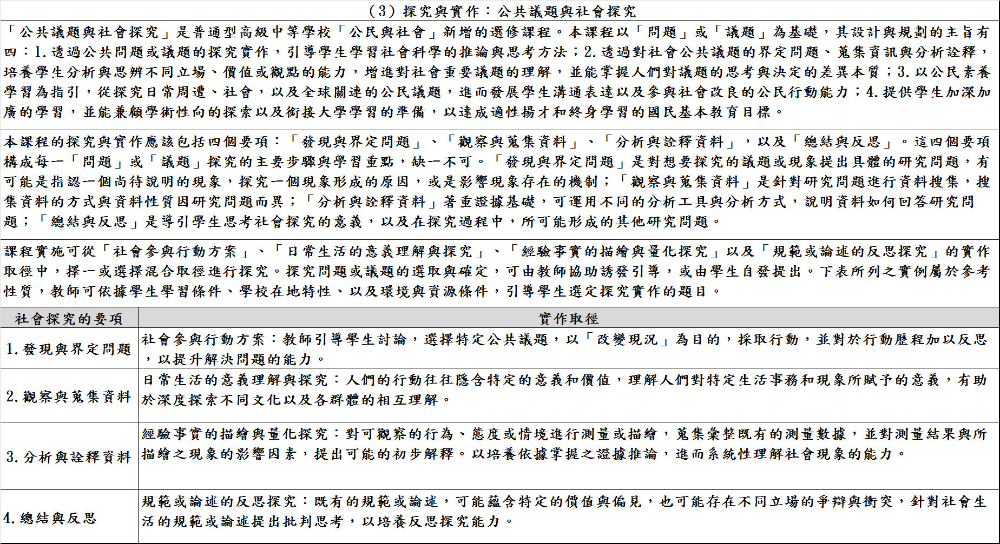 （3）探究與實作：公共議題與社會探究
「公共議題與社會探究」是普通型高級中等學校「公民與社會」新增的選修課程。本課程以「問題」或「議題」為基礎，其設計與規劃的主旨有
四：1.透過公共問題或議題的探究實作，引導學生學習社會科學的推論與思考方法；2.透過對社會公共議題的界定問題、蒐集資訊與分析詮釋，
培養學生分析與思辨不同立場、價值或觀點的能力，增進對社會重要議題的理解，並能掌握人們對議題的思考與決定的差異本質；3.以公民素養
學習為指引，從探究日常周遭、社會，以及全球關連的公民議題，進而發展學生溝通表達以及參與社會改良的公民行動能力；4.提供學生加深加
廣的學習，並能兼顧學術性向的探索以及銜接大學學習的準備，以達成適性揚才和終身學習的國民基本教育目標。
本課程的探究與實作應該包括四個要項：「發現與界定問題」、「觀察與蒐集資料」、「分析與詮釋資料」，以及「總結與反思」。這四個要項
構成每一「問題」或「議題」探究的主要步驟與學習重點，缺一不可。「發現與界定問題」是對想要探究的議題或現象提出具體的研究問題，有
可能是指認一個尚待說明的現象，探究一個現象形成的原因，或是影響現象存在的機制；「觀察與蒐集資料」是針對研究問題進行資料搜集，搜
集資料的方式與資料性質因研究問題而異；「分析與詮釋資料」著重證據基礎，可運用不同的分析工具與分析方式，說明資料如何回答研究問
題；「總結與反思」是導引學生思考社會探究的意義，以及在探究過程中，所可能形成的其他研究問題。
課程實施可從「社會參與行動方案」、「日常生活的意義理解與探究」、「經驗事實的描繪與量化探究」以及「規範或論述的反思探究」的實作
取徑中，擇一或選擇混合取徑進行探究。探究問題或議題的選取與確定，可由教師協助誘發引導，或由學生自發提出。下表所列之實例屬於參考
性質，教師可依據學生學習條件、學校在地特性、以及環境與資源條件，引導學生選定探究實作的題目。
社會探究的要項
實作取徑
1.發現與界定問題
社會參與行動方案：教師引導學生討論，選擇特定公共議題，以「改變現況」為目的，採取行動，並對於行動歷程加以反思
，以提升解決問題的能力。
2.觀察與蒐集資料
日常生活的意義理解與探究：人們的行動往往隱含特定的意義和價值，理解人們對特定生活事務和現象所賦予的意義，有助
於深度探索不同文化以及各群體的相互理解。
3.分析與詮釋資料
經驗事實的描繪與量化探究：對可觀察的行為、態度或情境進行測量或描繪，蒐集彙整既有的測量數據，並對測量結果與所
描繪之現象的影響因素，提出可能的初步解釋。以培養依據掌握之證據推論，進而系統性理解社會現象的能力。
4.總結與反思
規範或論述的反思探究：既有的規範或論述，可能蘊含特定的價值與偏見，也可能存在不同立場的爭辯與衝突，針對社會生
活的規範或論述提出批判思考，以培養反思探究能力。